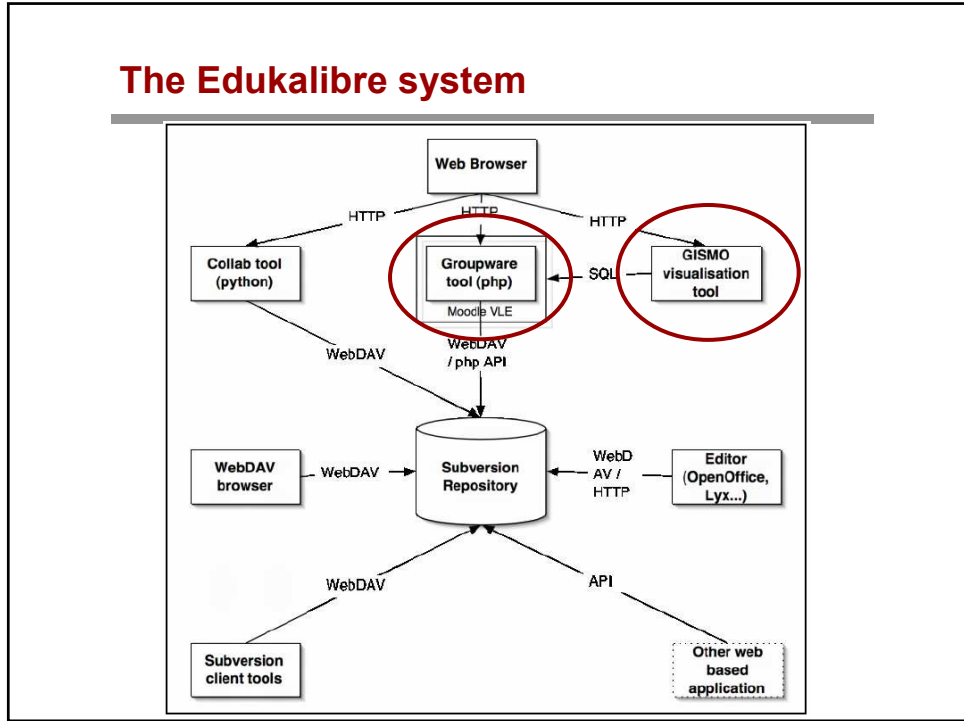 The Edukalibre system
Web Browser
HTTP
HTTP
HTTP
Collab tool
(python)
Groupware
tool (php)
Moodle VLE
SQL
GISMO
visualisation
tool
WebDAV
WebDAV
/ php API
WebDAV
browser
WebDAV
Subversion
Repository
WebD
AV /
HTTP
Editor
(OpenOffice,
Lyx...)
WebDAV
API
Subversion
client tools
Other web
based
application